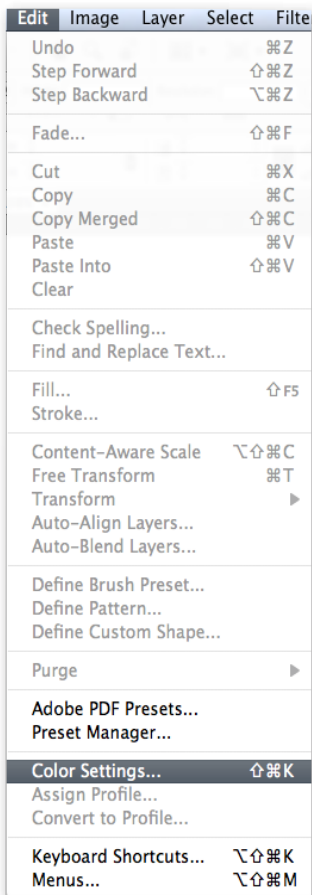 Edit Image Layer Select Filte
Undo ⌘Z
Step Forward ⇧⌘Z
Step Backward ⌥⌘Z
Fade... ⇧⌘F
Cut ⌘X
Copy ⌘C
Copy Merged ⇧⌘C
Paste ⌘V
Paste Into ⇧⌘V
Clear
Check Spelling...
Find and Replace Text...
Fill... ⇧F5
Stroke...
Content-Aware Scale ⌥⇧⌘C
Free Transform ⌘T
Transform ▶
Auto-Align Layers...
Auto-Blend Layers...
Define Brush Preset...
Define Pattern...
Define Custom Shape...
Purge ▶
Adobe PDF Presets...
Preset Manager...
Color Settings... ⇧⌘K
Assign Profile...
Convert to Profile...
Keyboard Shortcuts... ⌥⇧⌘K
Menus... ⌥⇧⌘M